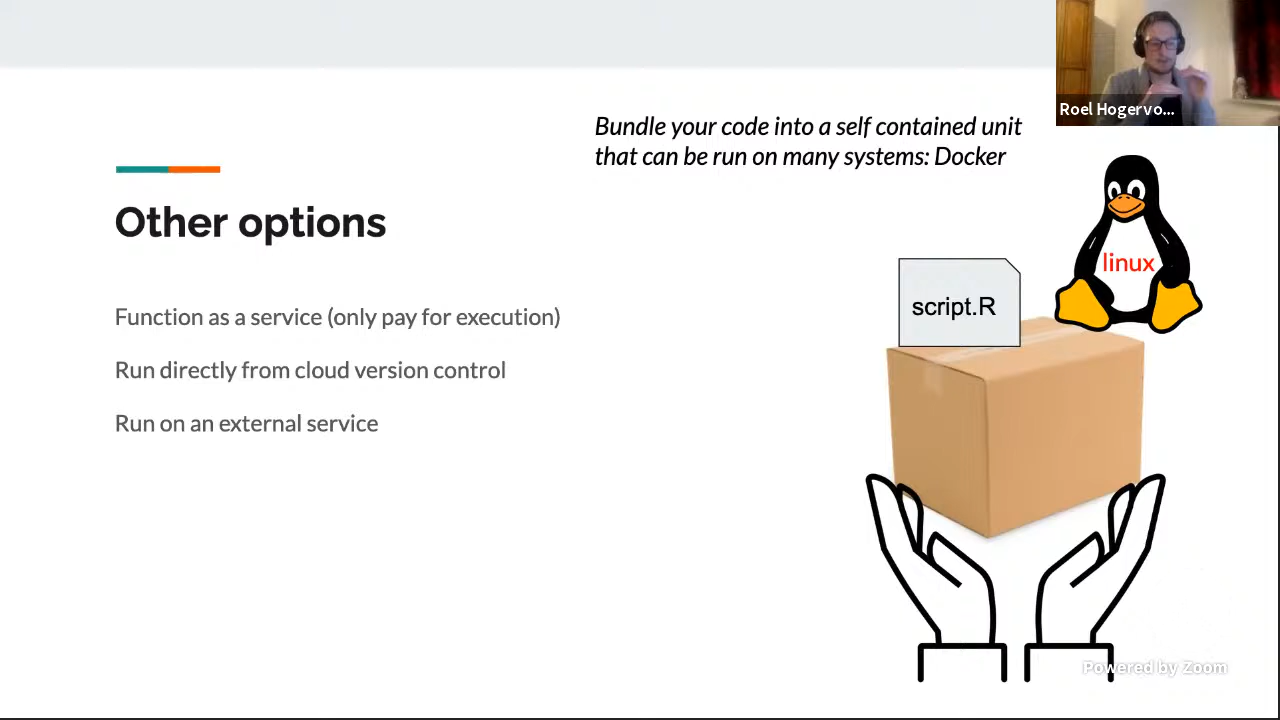 Roel Hogervo...
Bundle your code into a self contained unit
that can be run on many systems: Docker
Other options
Function as a service (only pay for execution)
Run directly from cloud version control
Run on an external service
linux
script.R
Powered by Zoom